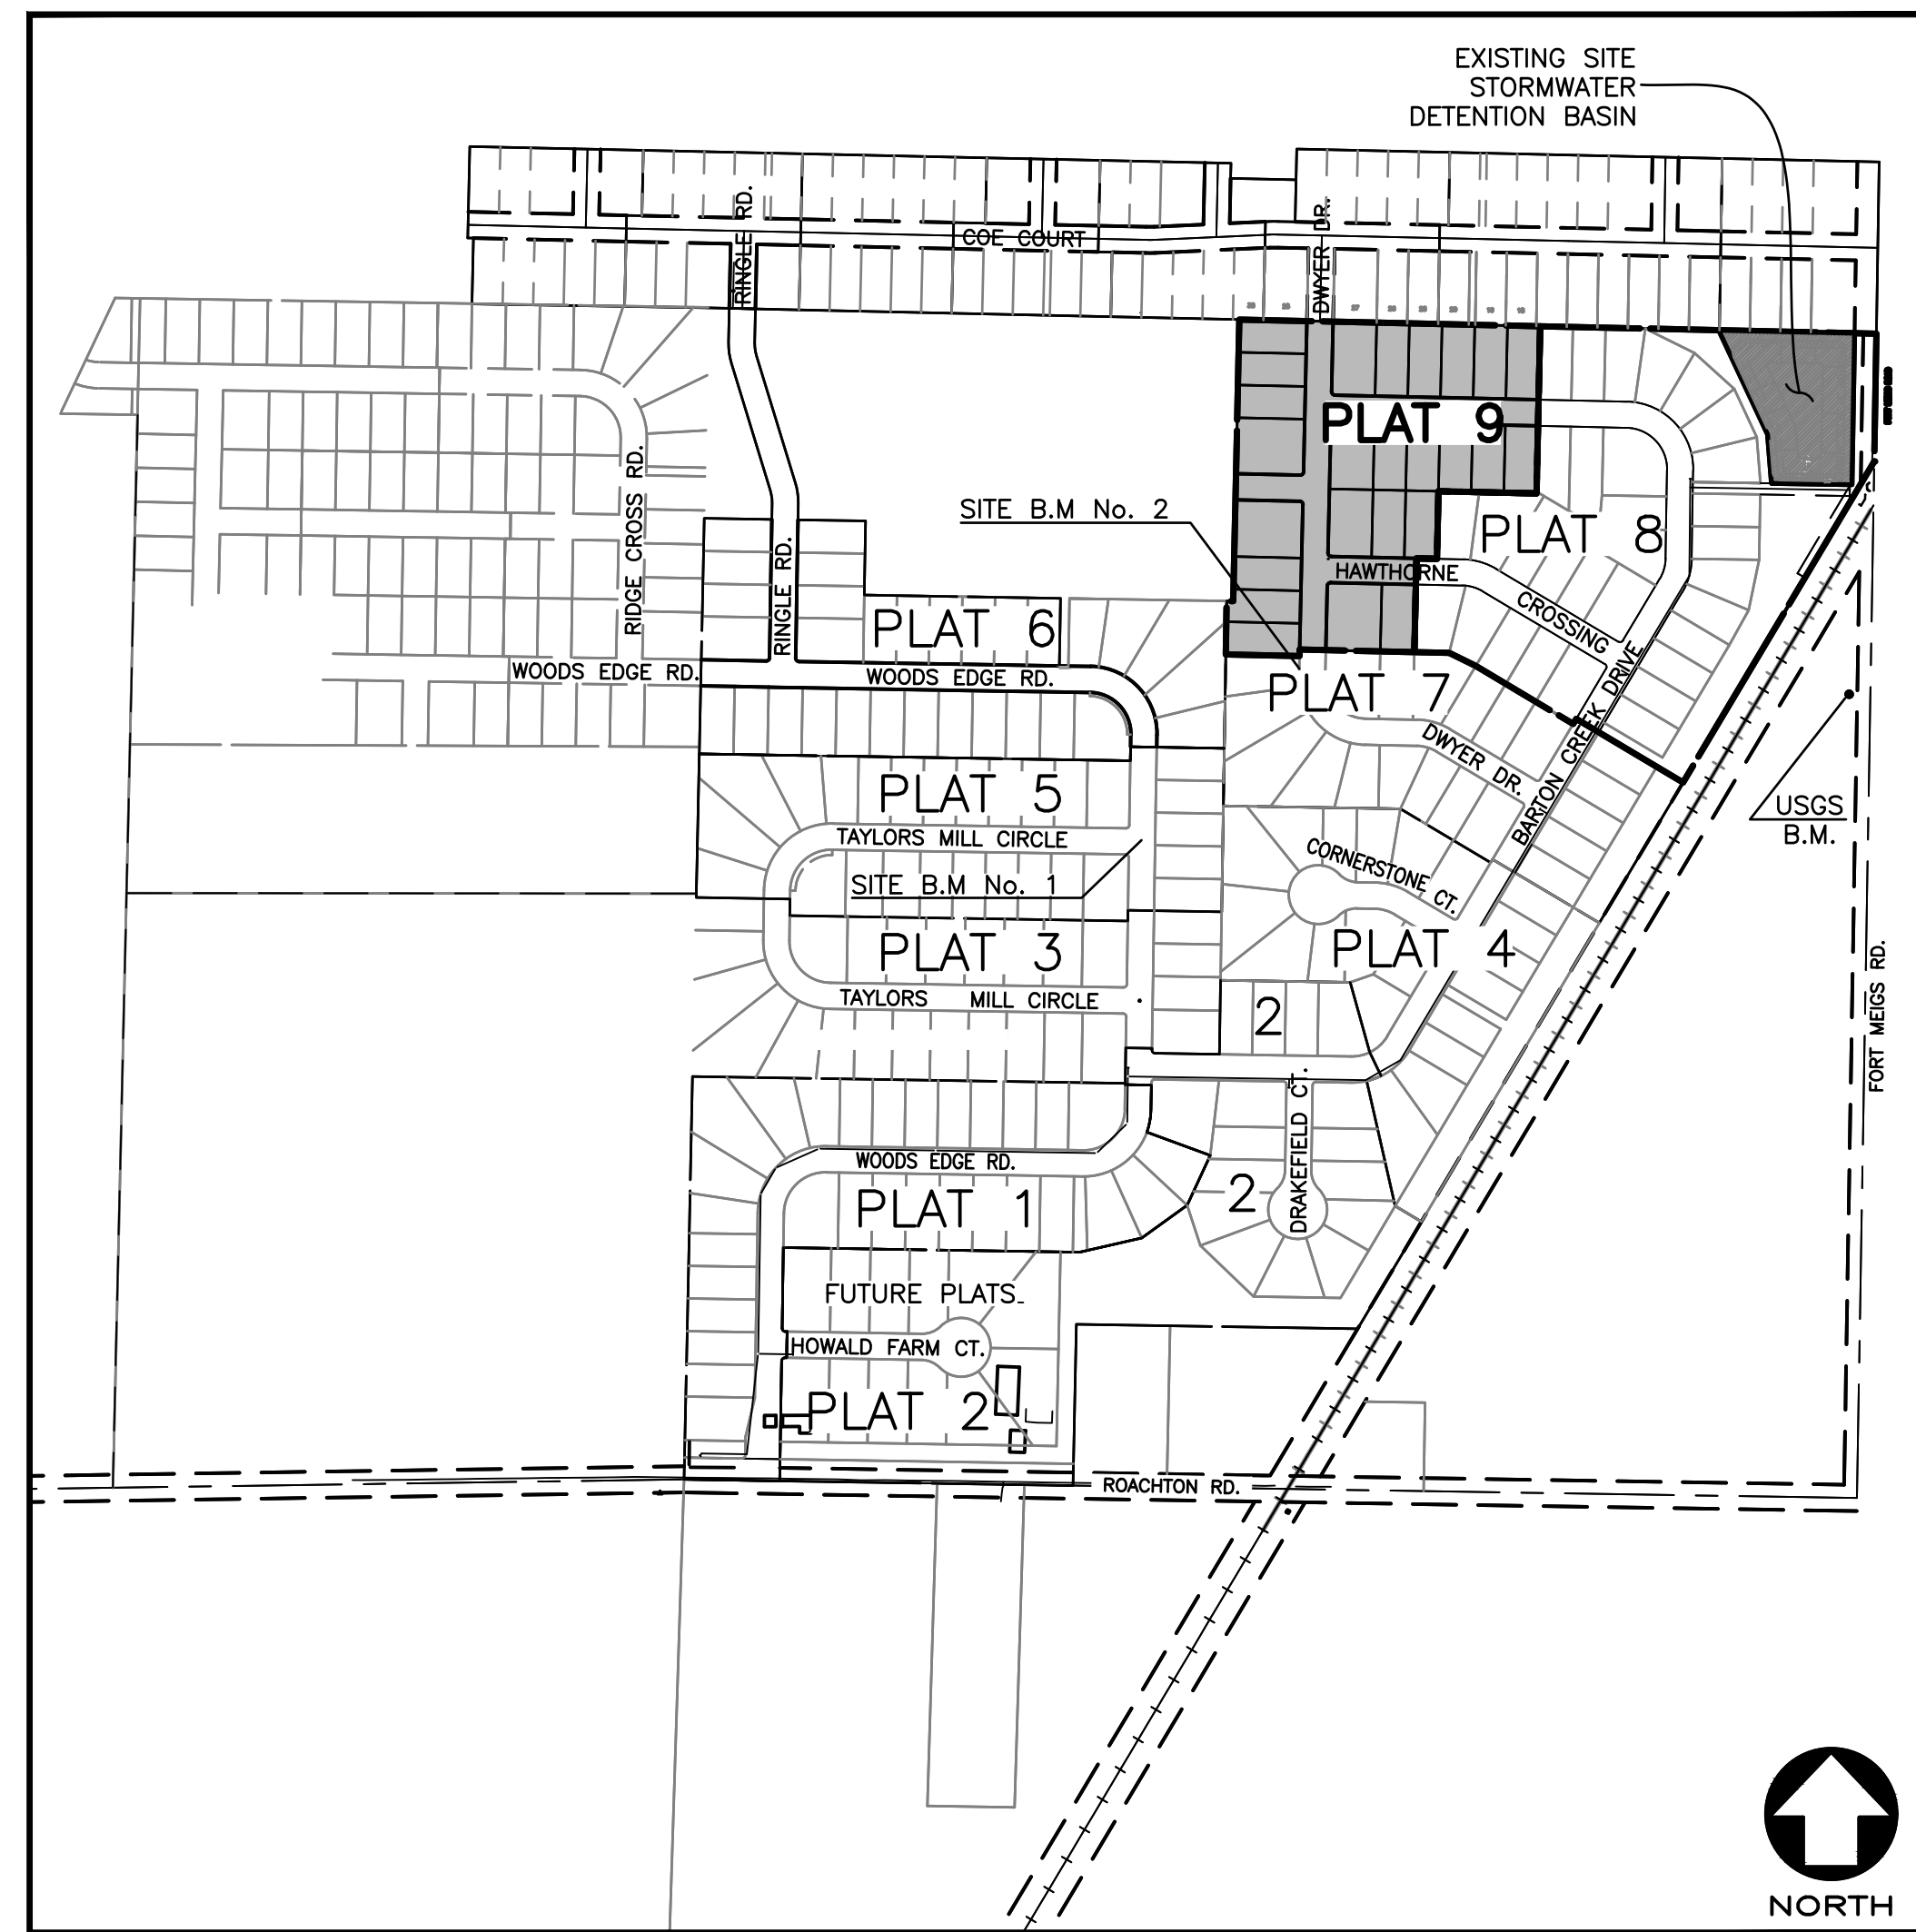 EXISTING SITE
STORMWATER
DETENTION BASIN
RINGLE RD.
DWYER DR.
COE COURT
RINGLE RD.
PLAT 9
RIDGE CROSS RD.
SITE B.M No. 2
PLAT 8
RINGLE RD.
HAWTHORNE
CROSSING
PLAT 6
WOODS EDGE RD.
WOODS EDGE RD.
PLAT 7
DWYER DR.
BARTON CREEK DRIVE
PLAT 5
USGS
B.M.
TAYLORS MILL CIRCLE
CORNERSTONE CT.
SITE B.M No. 1
PLAT 3
PLAT 4
TAYLORS MILL CIRCLE
2
FORT MEIGS RD.
DRAKEFIELD CT.
WOODS EDGE RD.
PLAT 1
2
FUTURE PLATS
HOWALD FARM CT.
PLAT 2
ROACHTON RD.
NORTH